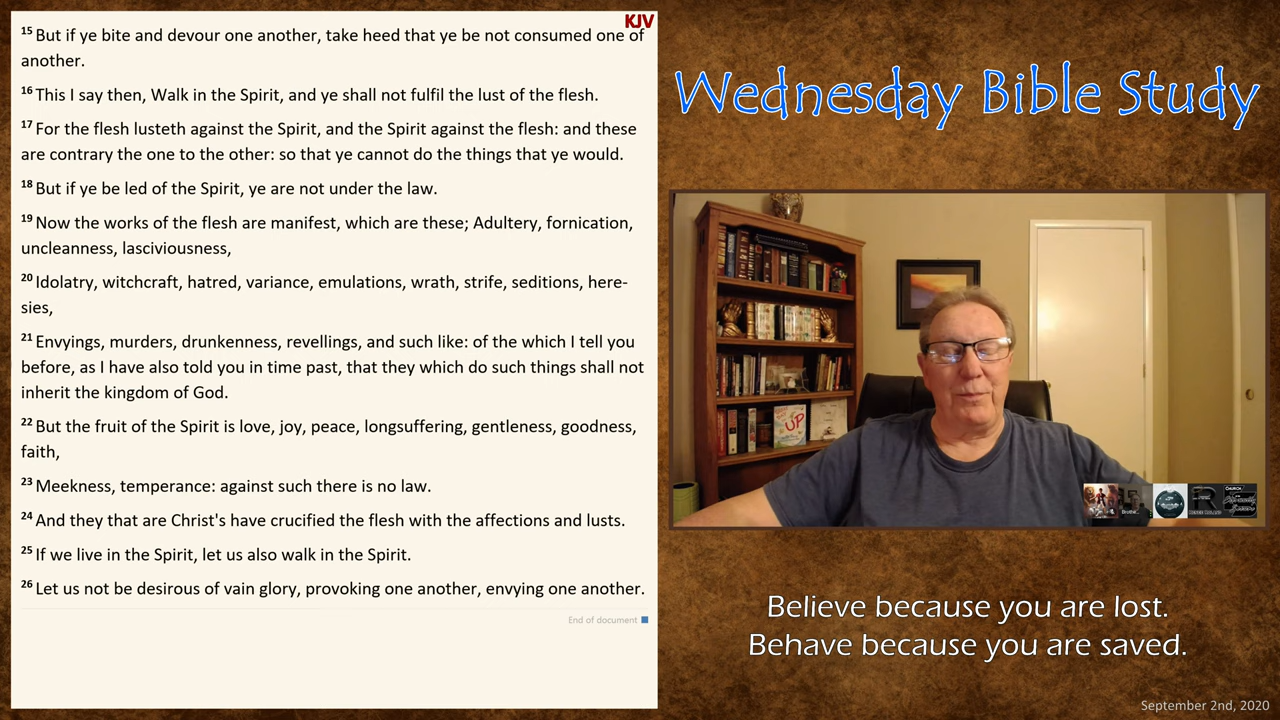 KJV
15 But if ye bite and devour one another, take heed that ye be not consumed one of
another.
16 This I say then, Walk in the Spirit, and ye shall not fulfil the lust of the flesh.
17 For the flesh lusteth against the Spirit, and the Spirit against the flesh: and these
are contrary the one to the other: so that ye cannot do the things that ye would.
18 But if ye be led of the Spirit, ye are not under the law.
19 Now the works of the flesh are manifest, which are these; Adultery, fornication,
uncleanness, lasciviousness,
20 Idolatry, witchcraft, hatred, variance, emulations, wrath, strife, seditions, here-
sies,
21 Envyings, murders, drunkenness, revellings, and such like: of the which I tell you
before, as I have also told you in time past, that they which do such things shall not
inherit the kingdom of God.
22 But the fruit of the Spirit is love, joy, peace, longsuffering, gentleness, goodness,
faith,
23 Meekness, temperance: against such there is no law.
24 And they that are Christ's have crucified the flesh with the affections and lusts.
25 If we live in the Spirit, let us also walk in the Spirit.
26 Let us not be desirous of vain glory, provoking one another, envying one another.
End of document
Wednesday Bible Study
UP
Brothe...
CHURCH
Believe because you are lost.
Behave because you are saved.
September 2nd, 2020